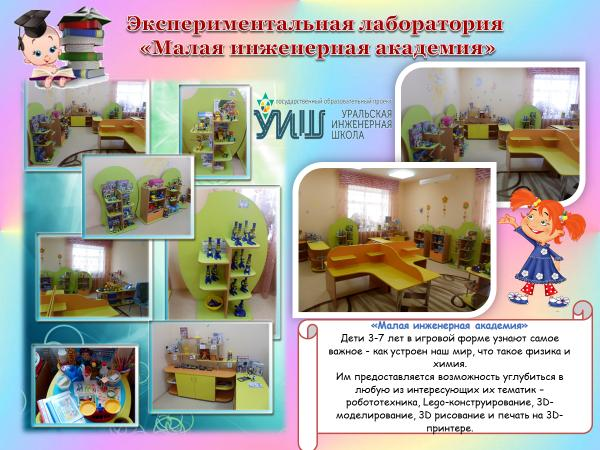 Экспериментальная лаборатория
«Малая инженерная академия»
государственный образовательный проект
УИШ
УРАЛЬСКАЯ
ИНЖЕНЕРНАЯ
ШКОЛА
«Малая инженерная академия»
Дети 3-7 лет в игровой форме узнают самое
важное - как устроен наш мир, что такое физика и
химия.
Им предоставляется возможность углубиться в
любую из интересующих их тематик –
робототехника, Lego-конструирование, 3D-
моделирование, 3D рисование и печать на 3D-
принтере.